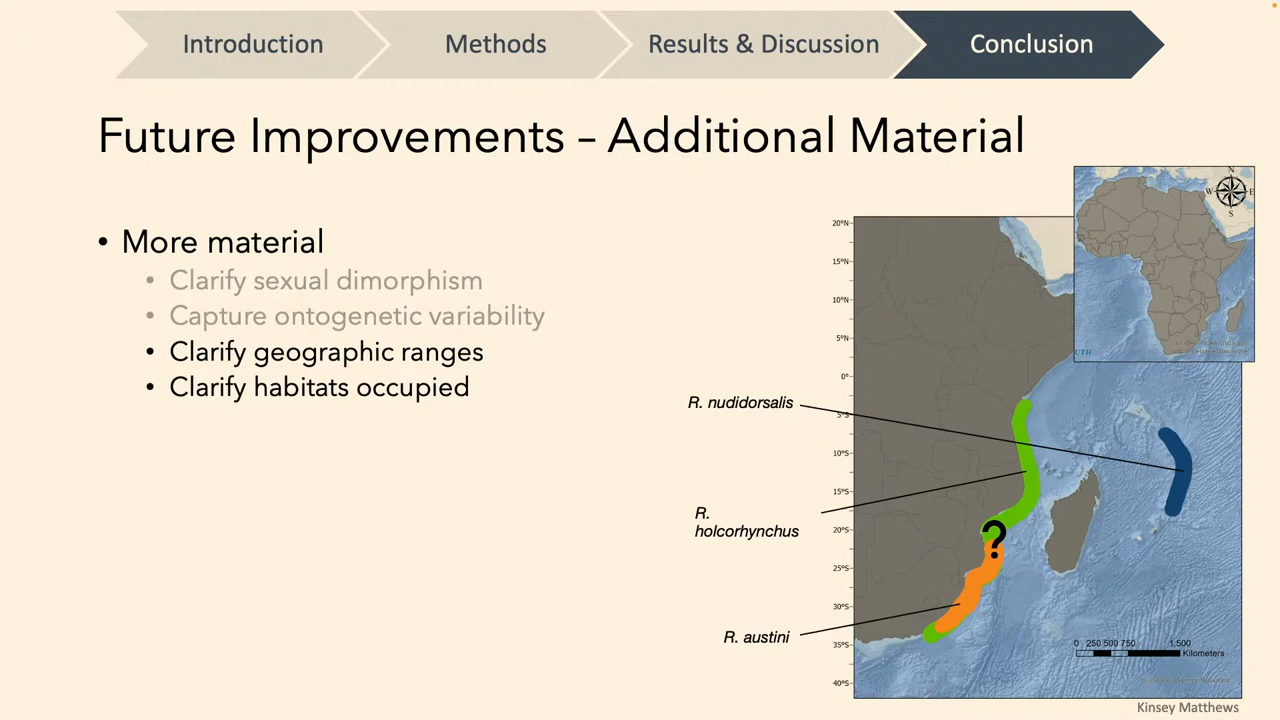 Introduction
Methods
Results & Discussion
Conclusion
Future Improvements – Additional Material
• More material
• Clarify sexual dimorphism
• Capture ontogenetic variability
• Clarify geographic ranges
• Clarify habitats occupied
N
W E
S
20°N
15°N
10°N
5°N
0°
5°S
10°S
15°S
20°S
25°S
30°S
35°S
40°S
UTH
R. nudidorsalis
R.
holcorhynchus
?
R. austini
0 250 500 750 1,500
Kilometers
Kinsey Matthews